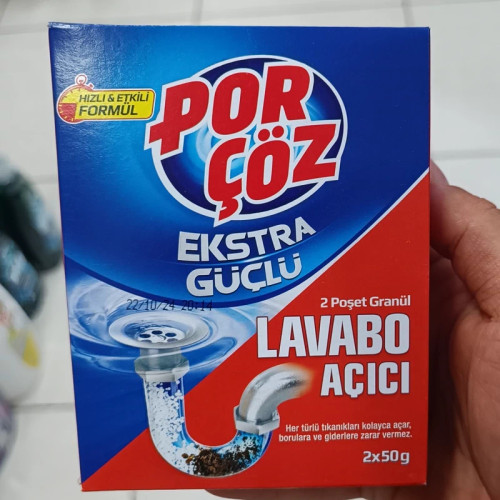 HIZLI & ETKİLİ
FORMÜL
POR
ÇÖZ
EKSTRA
GÜÇLÜ
22/10/24 20:14
2 Poşet Granül
LAVABO
AÇICI
Her türlü tıkanıkları kolayca açar,
borulara ve giderlere zarar vermez.
2x50g